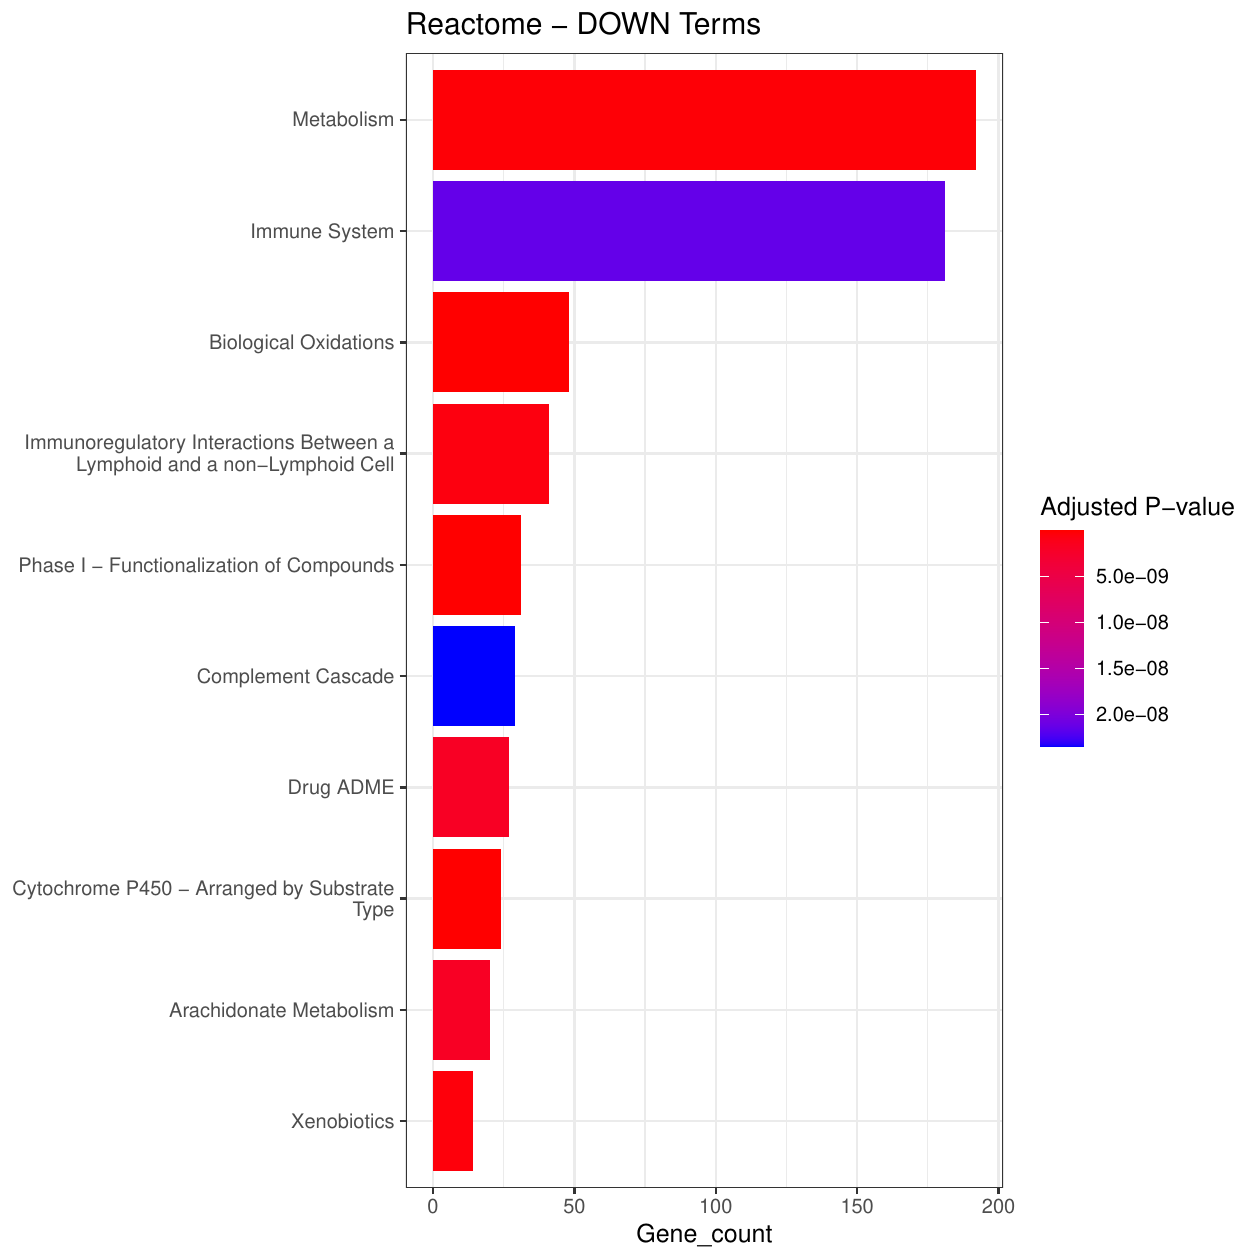 Reactome − DOWN Terms
Metabolism
Immune System
Biological Oxidations
Immunoregulatory Interactions Between a
Lymphoid and a non−Lymphoid Cell
Phase I − Functionalization of Compounds
Complement Cascade
Drug ADME
Cytochrome P450 − Arranged by Substrate
Type
Arachidonate Metabolism
Xenobiotics
0 50 100 150 200
Gene_count
Adjusted P−value
5.0e−09
1.0e−08
1.5e−08
2.0e−08